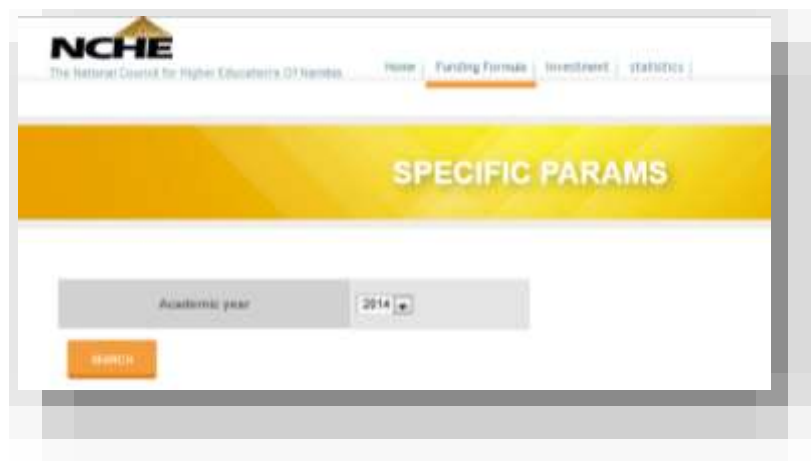 NCHE
The National Council for Higher Educations Of Namibia
Home | Funding Formula | Investment | statistics |
SPECIFIC PARAMS
Academic year
2014
SEARCH